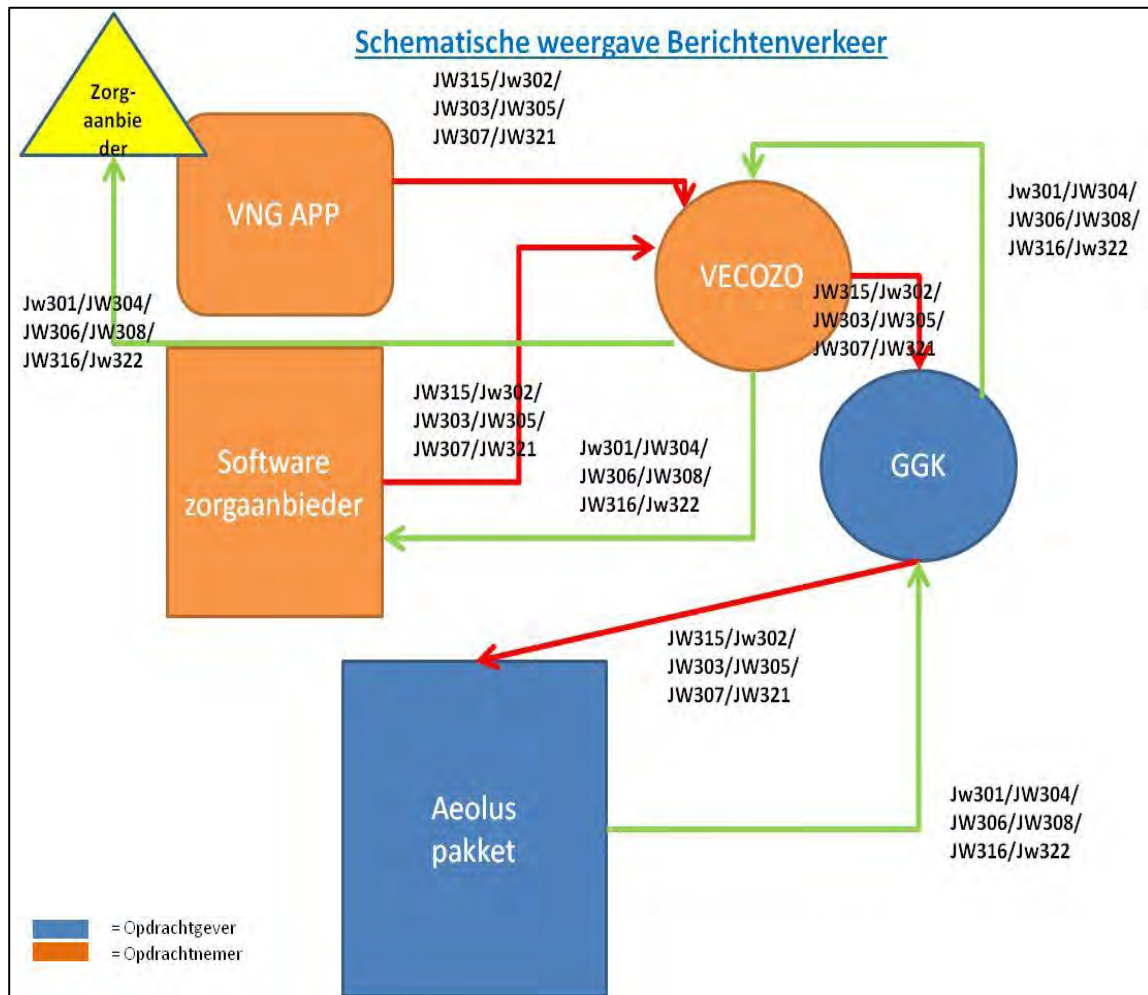 Schematische weergave Berichtenverkeer
Zorg-
aanbie
der
JW315/Jw302/
JW303/JW305/
JW307/JW321
VNG APP
VECOZO
Jw301/JW304/
JW306/JW308/
JW316/Jw322
Jw301/JW304/
JW306/JW308/
JW316/Jw322
JW315/Jw302/
JW303/JW305/
JW307/JW321
JW315/Jw302/
JW303/JW305/
JW307/JW321
Software
zorgaanbieder
Jw301/JW304/
JW306/JW308/
JW316/Jw322
GGK
JW315/Jw302/
JW303/JW305/
JW307/JW321
Aeolus
pakket
Jw301/JW304/
JW306/JW308/
JW316/Jw322
= Opdrachtgever
= Opdrachtnemer